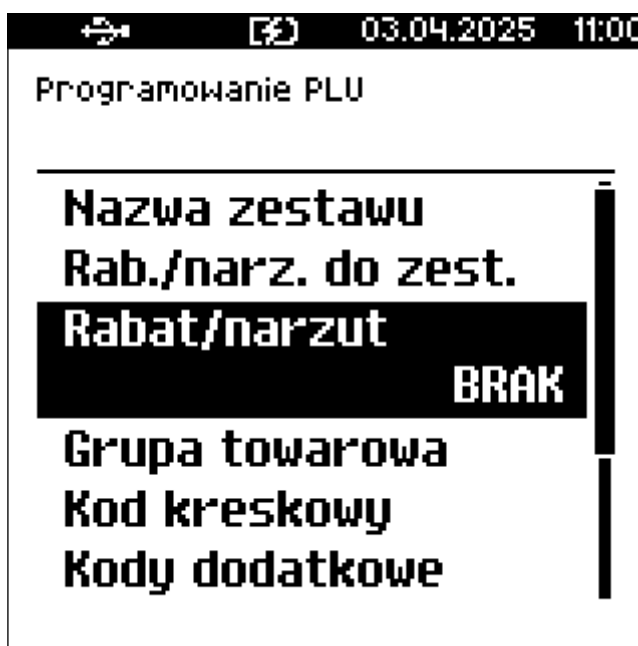 03.04.2025 11:00
Programowanie PLU
Nazwa zestawu
Rab./narz. do zest.
Rabat/narzut
BRAK
Grupa towarowa
Kod kreskowy
Kody dodatkowe